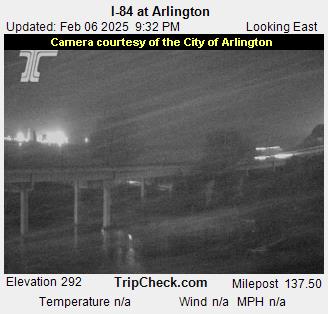 I-84 at Arlington
Updated: Feb 06 2025 9:32 PM Looking East
Camera courtesy of the City of Arlington
Elevation 292 TripCheck.com Milepost 137.50
Temperature n/a Wind n/a MPH n/a